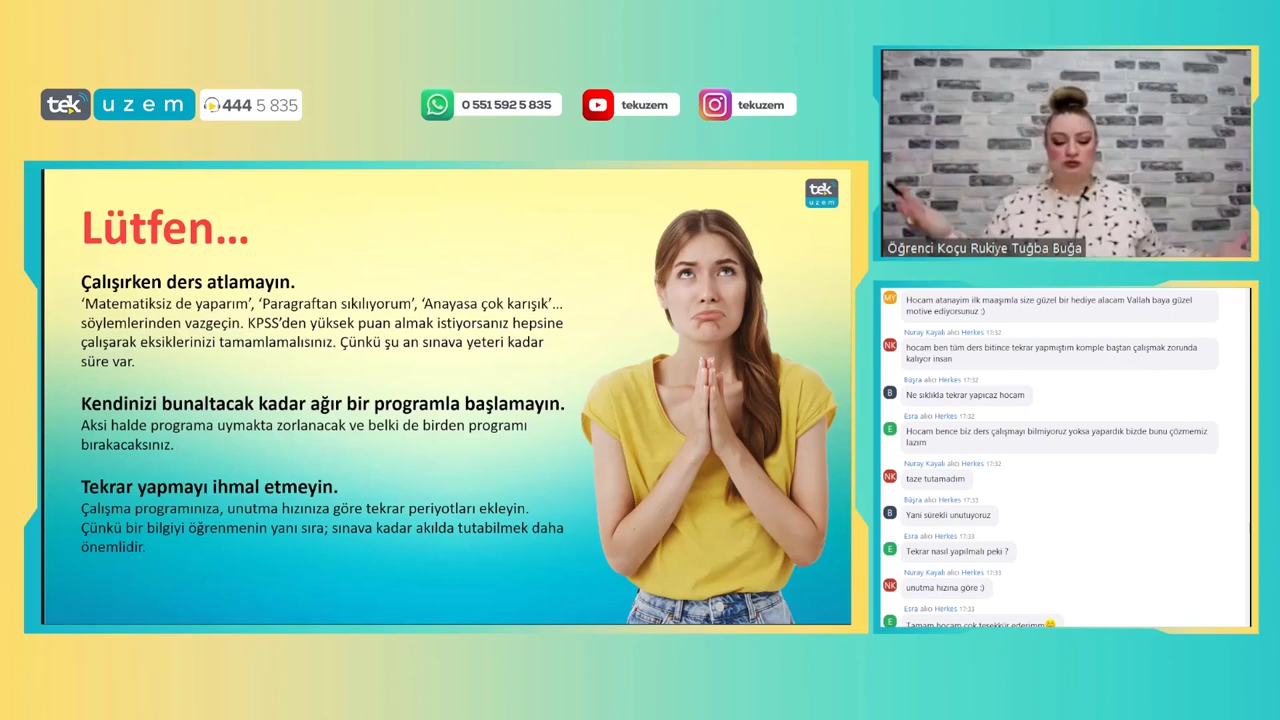 tek uzem 444 5 835
0 551 592 5 835
tekuzem
tekuzem
tek
uzem
Lütfen...
Çalışırken ders atlamayın.
‘Matematiksiz de yaparım’, ‘Paragraftan sıkılıyorum’, ‘Anayasa çok karışık’...
söylemlerinden vazgeçin. KPSS’den yüksek puan almak istiyorsanız hepsine
çalışarak eksiklerinizi tamamlamalısınız. Çünkü şu an sınava yeteri kadar
süre var.
Kendinizi bunaltacak kadar ağır bir programla başlamayın.
Aksi halde programa uymakta zorlanacak ve belki de birden programı
bırakacaksınız.
Tekrar yapmayı ihmal etmeyin.
Çalışma programınıza, unutma hızınıza göre tekrar periyotları ekleyin.
Çünkü bir bilgiyi öğrenmenin yanı sıra; sınava kadar akılda tutabilmek daha
önemlidir.
Öğrenci Koçu Rukiye Tuğba Buğa
MY
Hocam atanayim ilk maaşımla size güzel bir hediye alacam Vallah baya güzel
motive ediyorsunuz :)
Nuray Kayalı alıcı Herkes 17:32
NK
hocam ben tüm ders bitince tekrar yapmıştım komple baştan çalışmak zorunda
kalıyor insan
Büşra alıcı Herkes 17:32
B
Ne sıklıkla tekrar yapıcaz hocam
Esra alıcı Herkes 17:32
E
Hocam bence biz ders çalışmayı bilmiyoruz yoksa yapardık bizde bunu çözmemiz
lazım
Nuray Kayalı alıcı Herkes 17:32
NK
taze tutamadım
Büşra alıcı Herkes 17:33
B
Yani sürekli unutuyoruz
Esra alıcı Herkes 17:33
E
Tekrar nasıl yapılmalı peki ?
Nuray Kayalı alıcı Herkes 17:33
NK
unutma hızına göre :)
Esra alıcı Herkes 17:33
E
Tamam hocam çok teşekkür ederimm